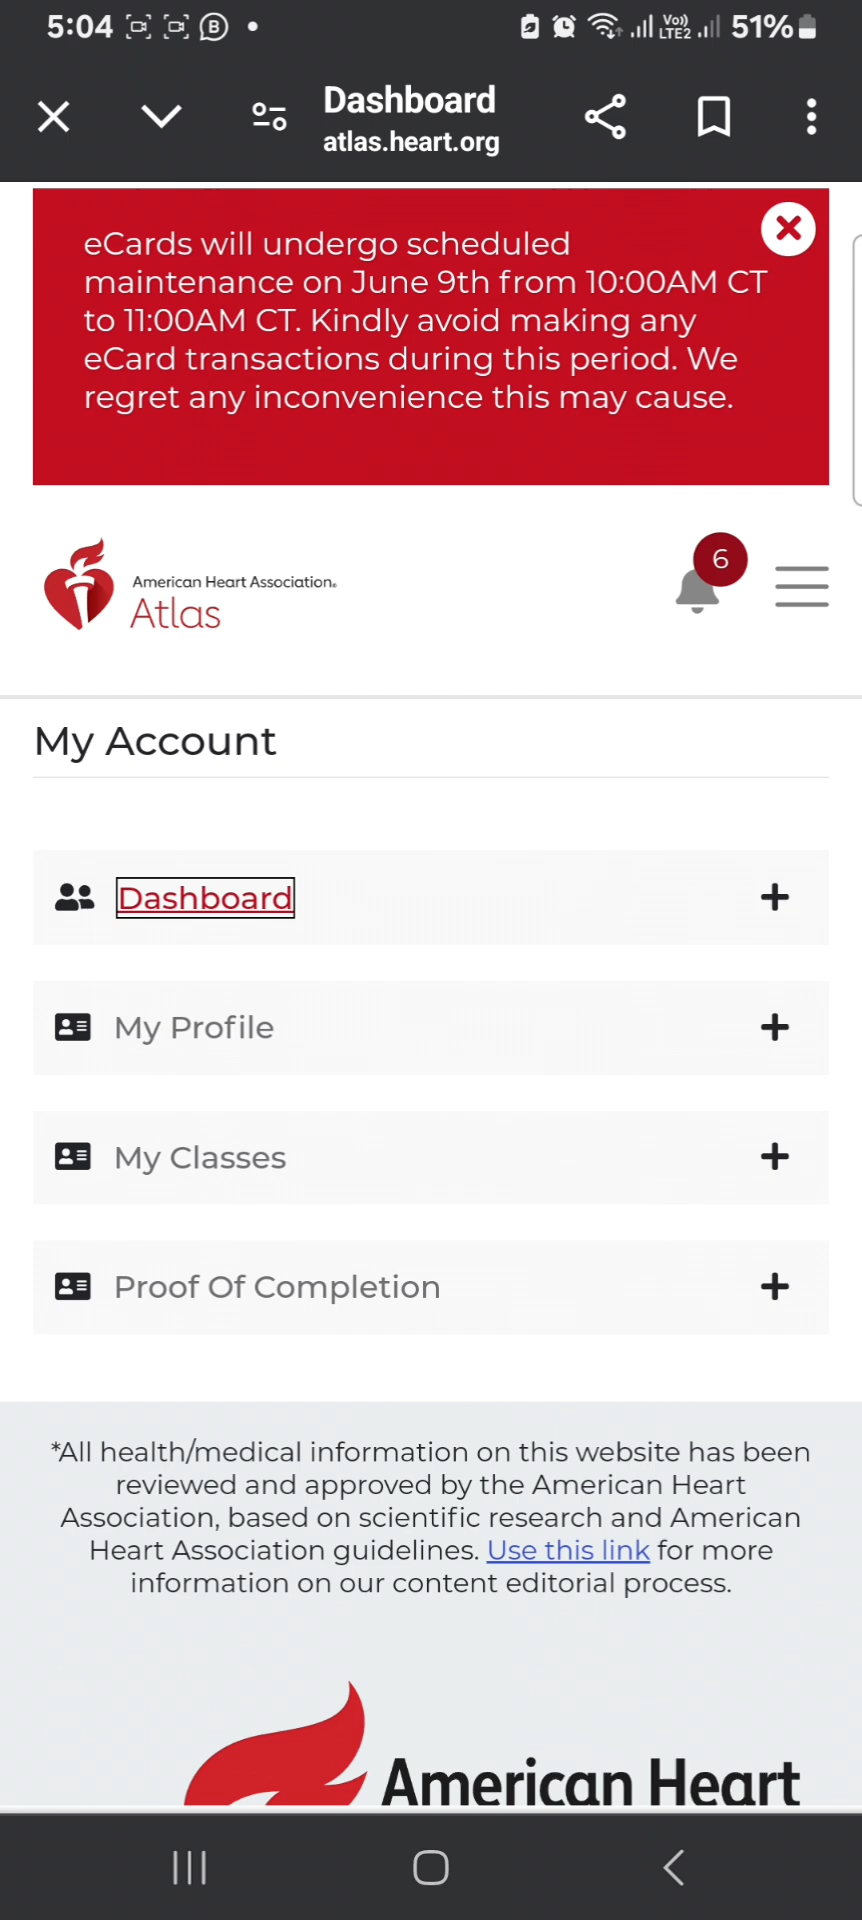 5:04
B
Vo))
LTE2
51%
Dashboard
atlas.heart.org
eCards will undergo scheduled
maintenance on June 9th from 10:00AM CT
to 11:00AM CT. Kindly avoid making any
eCard transactions during this period. We
regret any inconvenience this may cause.
6
American Heart Association.
Atlas
My Account
Dashboard
My Profile
My Classes
Proof Of Completion
*All health/medical information on this website has been
reviewed and approved by the American Heart
Association, based on scientific research and American
Heart Association guidelines. Use this link for more
information on our content editorial process.
American Heart